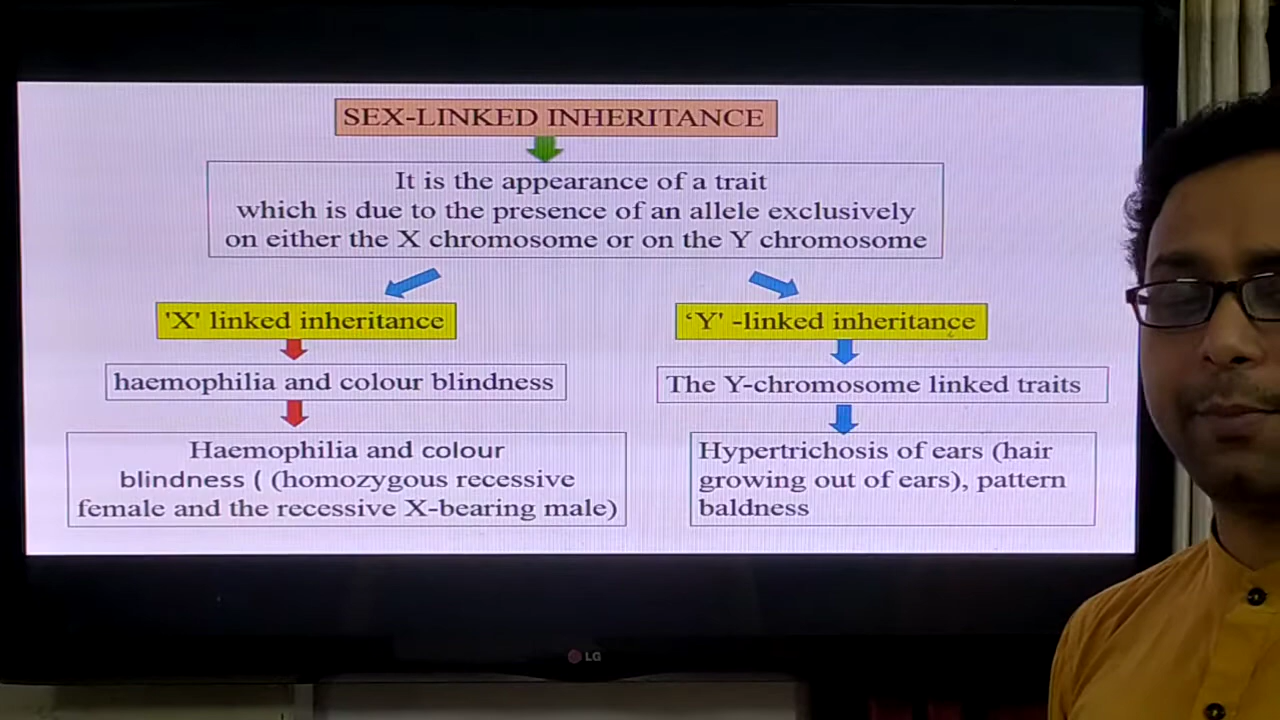 SEX-LINKED INHERITANCE
It is the appearance of a trait
which is due to the presence of an allele exclusively
on either the X chromosome or on the Y chromosome
'X' linked inheritance
‘Y’ -linked inheritance
haemophilia and colour blindness
The Y-chromosome linked traits
Haemophilia and colour
blindness ( (homozygous recessive
female and the recessive X-bearing male)
Hypertrichosis of ears (hair
growing out of ears), pattern
baldness
LG